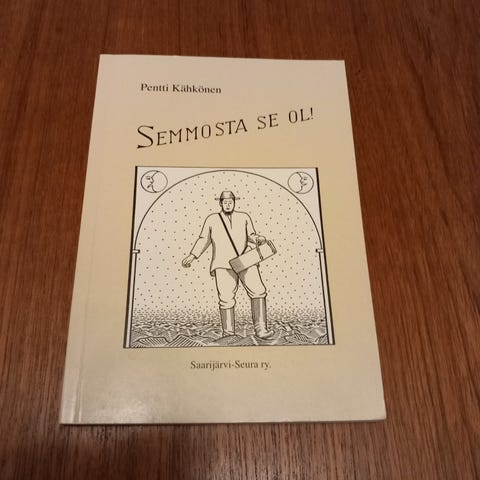 Pentti Kähkönen
SEMMOSTA SE OL!
Saarijärvi-Seura ry.